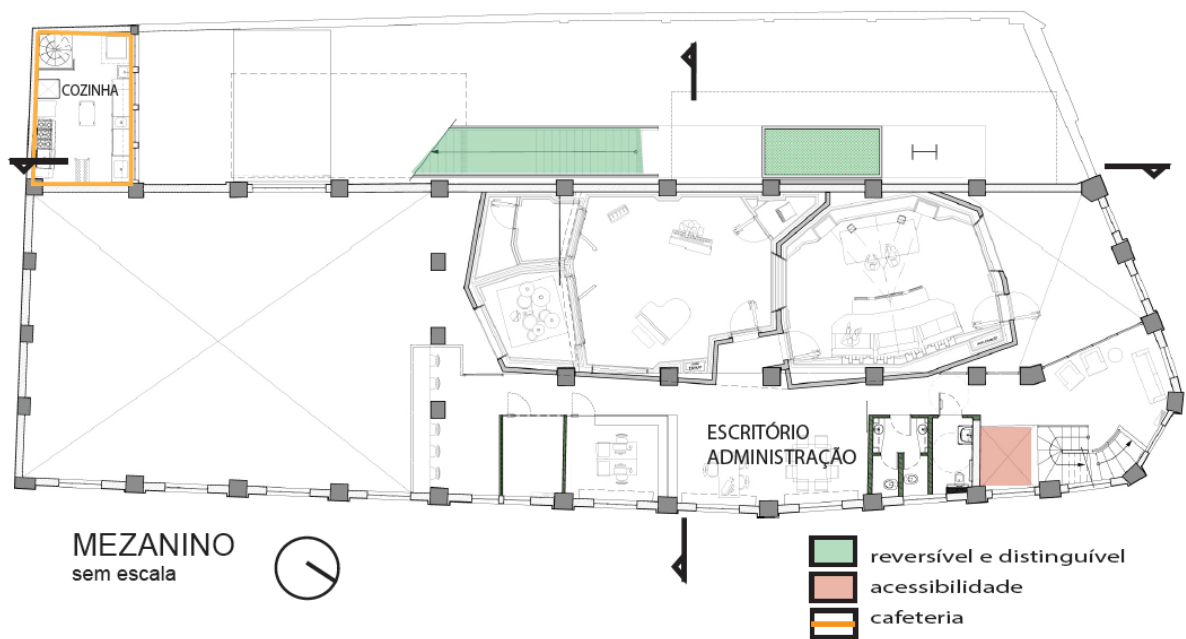 COZINHA
ESCRITÓRIO
ADMINISTRAÇÃO
MEZANINO
sem escala
reversível e distinguível
acessibilidade
cafeteria